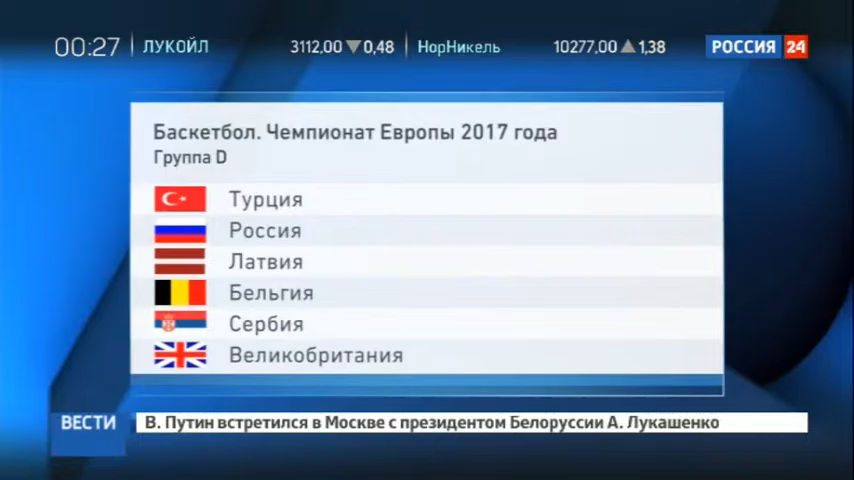 00:27 ЛУКОЙЛ 3112,00 ▼ 0,48 НорНикель 10277,00 ▲ 1,38 РОССИЯ 24
Баскетбол. Чемпионат Европы 2017 года
Группа D
Турция
Россия
Латвия
Бельгия
Сербия
Великобритания
ВЕСТИ В. Путин встретился в Москве с президентом Белоруссии А. Лукашенко